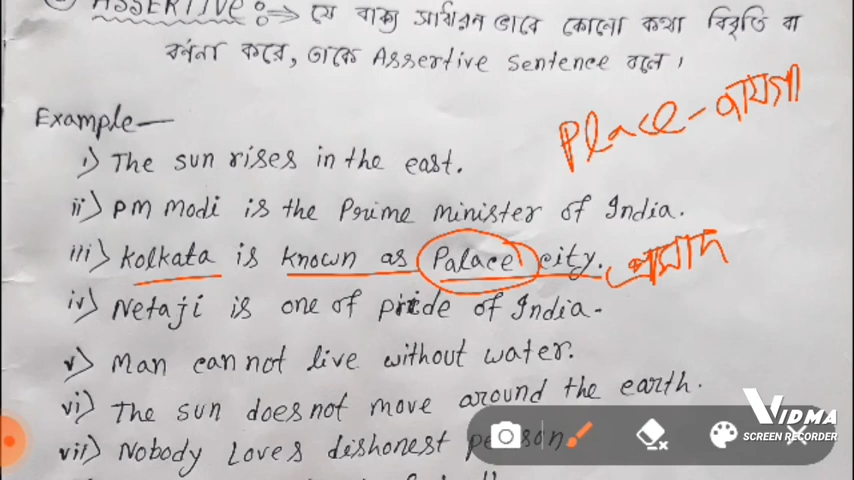 ASSERTIVE :⇒ যে বাক্য সাধারন ভাবে কোনো কথা বিবৃতি বা
বর্ননা করে, তাকে Assertive Sentence বলে।
Place - জায়গা
Example —
i) The sun rises in the east.
ii) PM Modi is the Prime minister of India.
iii) Kolkata is known as Palace city. প্রাসাদ
iv) Netaji is one of pride of India.
v) Man cannot live without water.
vi) The sun does not move around the earth.
vii) Nobody Loves dishonest person
VIDMA
SCREEN RECORDER